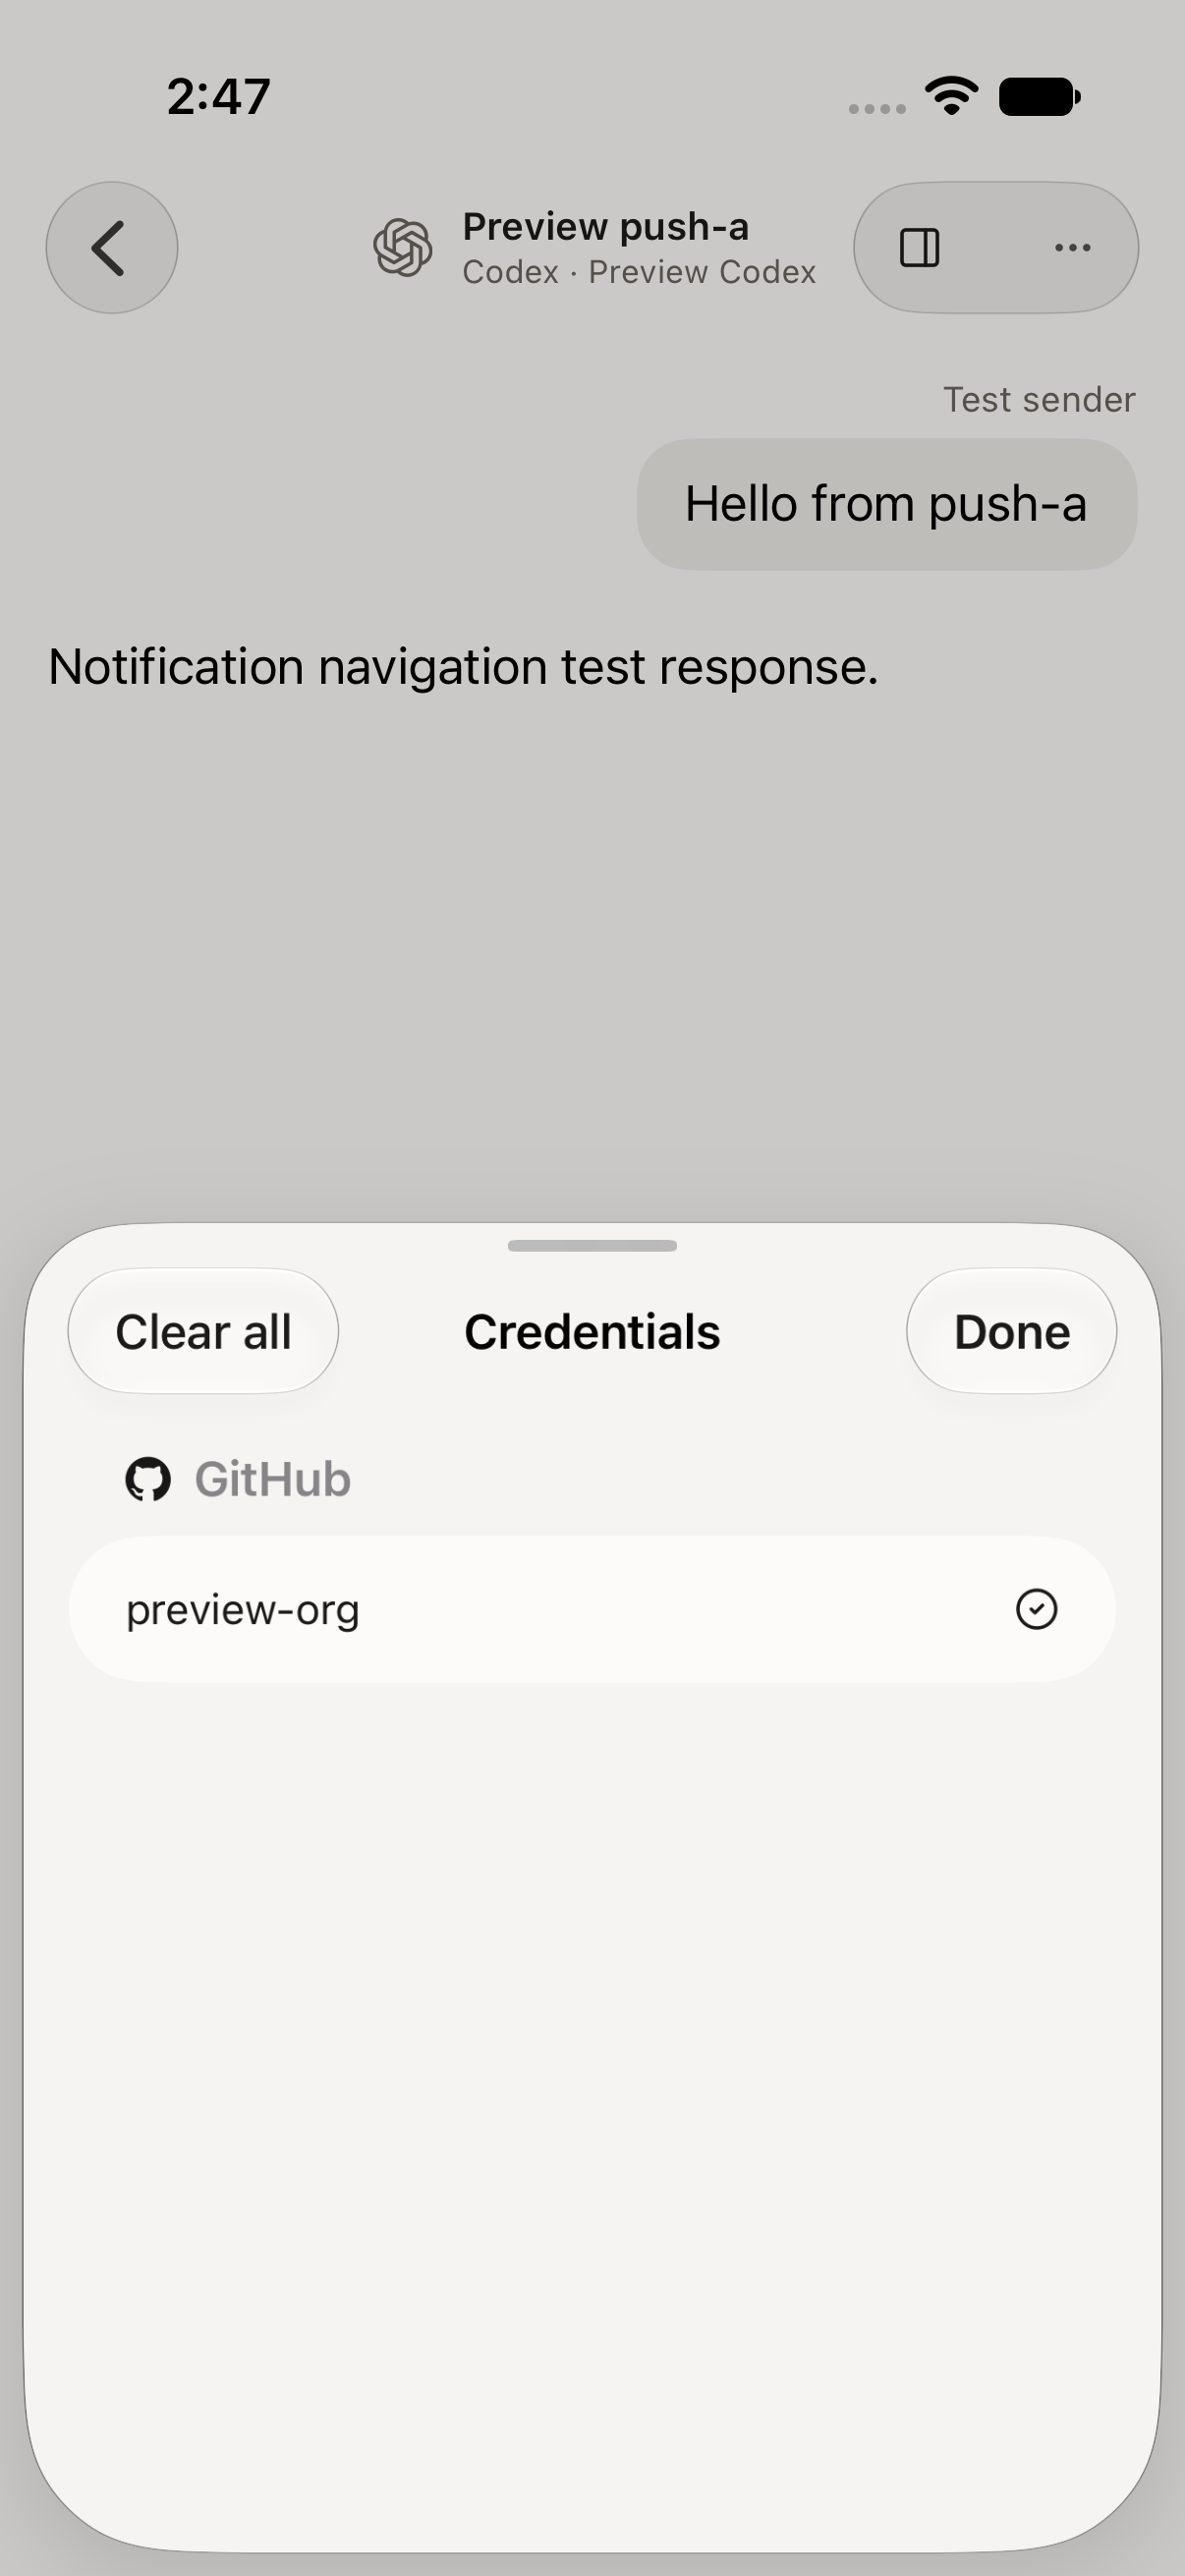 2:47
Preview push-a
Codex · Preview Codex
Test sender
Hello from push-a
Notification navigation test response.
Clear all
Credentials
Done
GitHub
preview-org